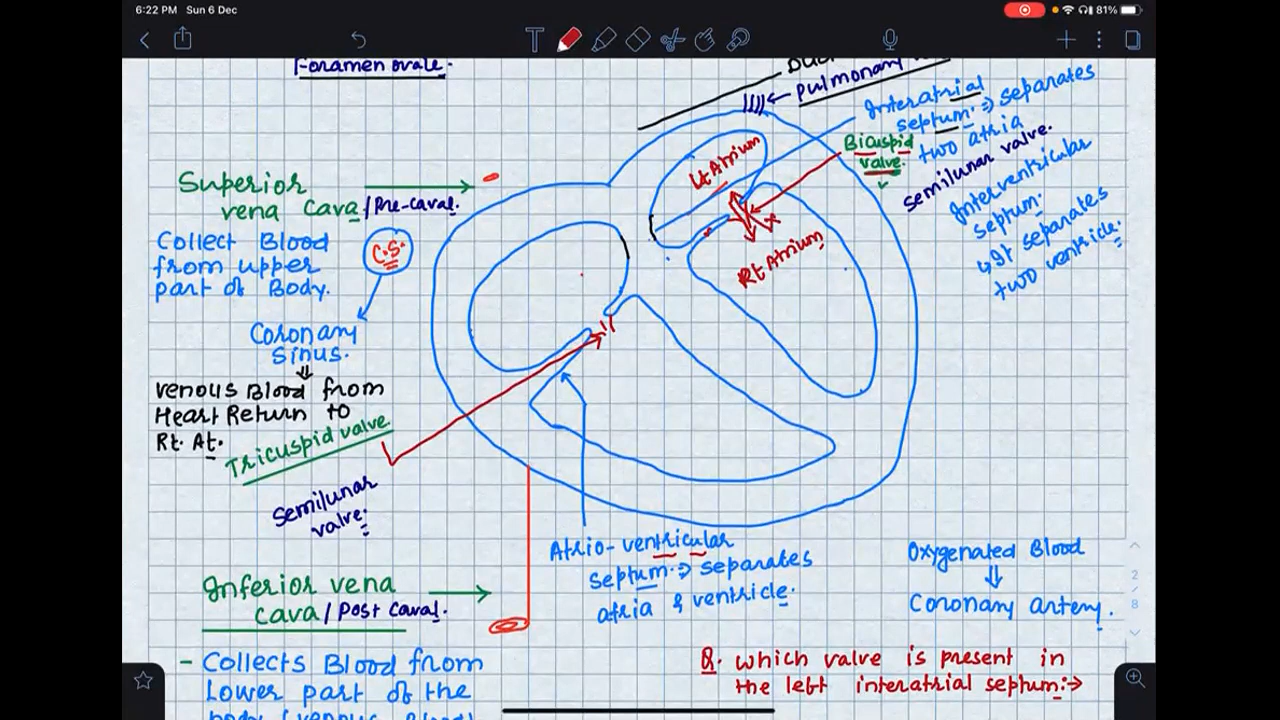 6:22 PM Sun 6 Dec
81%
Foramen ovale.
pulmonary
Interatrial
septum. ⇒ separates
two atria
Bicuspid
valve.
semilunar valve.
Interventricular
septum.
↳ It separates
two ventricle.
Lt Atrium
Rt Atrium
Superior
vena cava / Pre-caval.
Collect Blood
from upper
part of Body.
C.S.
Coronary
Sinus.
⇓
Venous Blood from
Heart Return to
Rt. At.
Tricuspid valve.
Semilunar
valve.
Atrio-ventricular
septum. ⇒ separates
atria & ventricle.
Oxygenated Blood
⇓
Coronary artery.
2
/
8
Inferior vena
cava / Post caval.
- Collects Blood from
Lower part of the
Q. which valve is present in
the left interatrial septum. :→